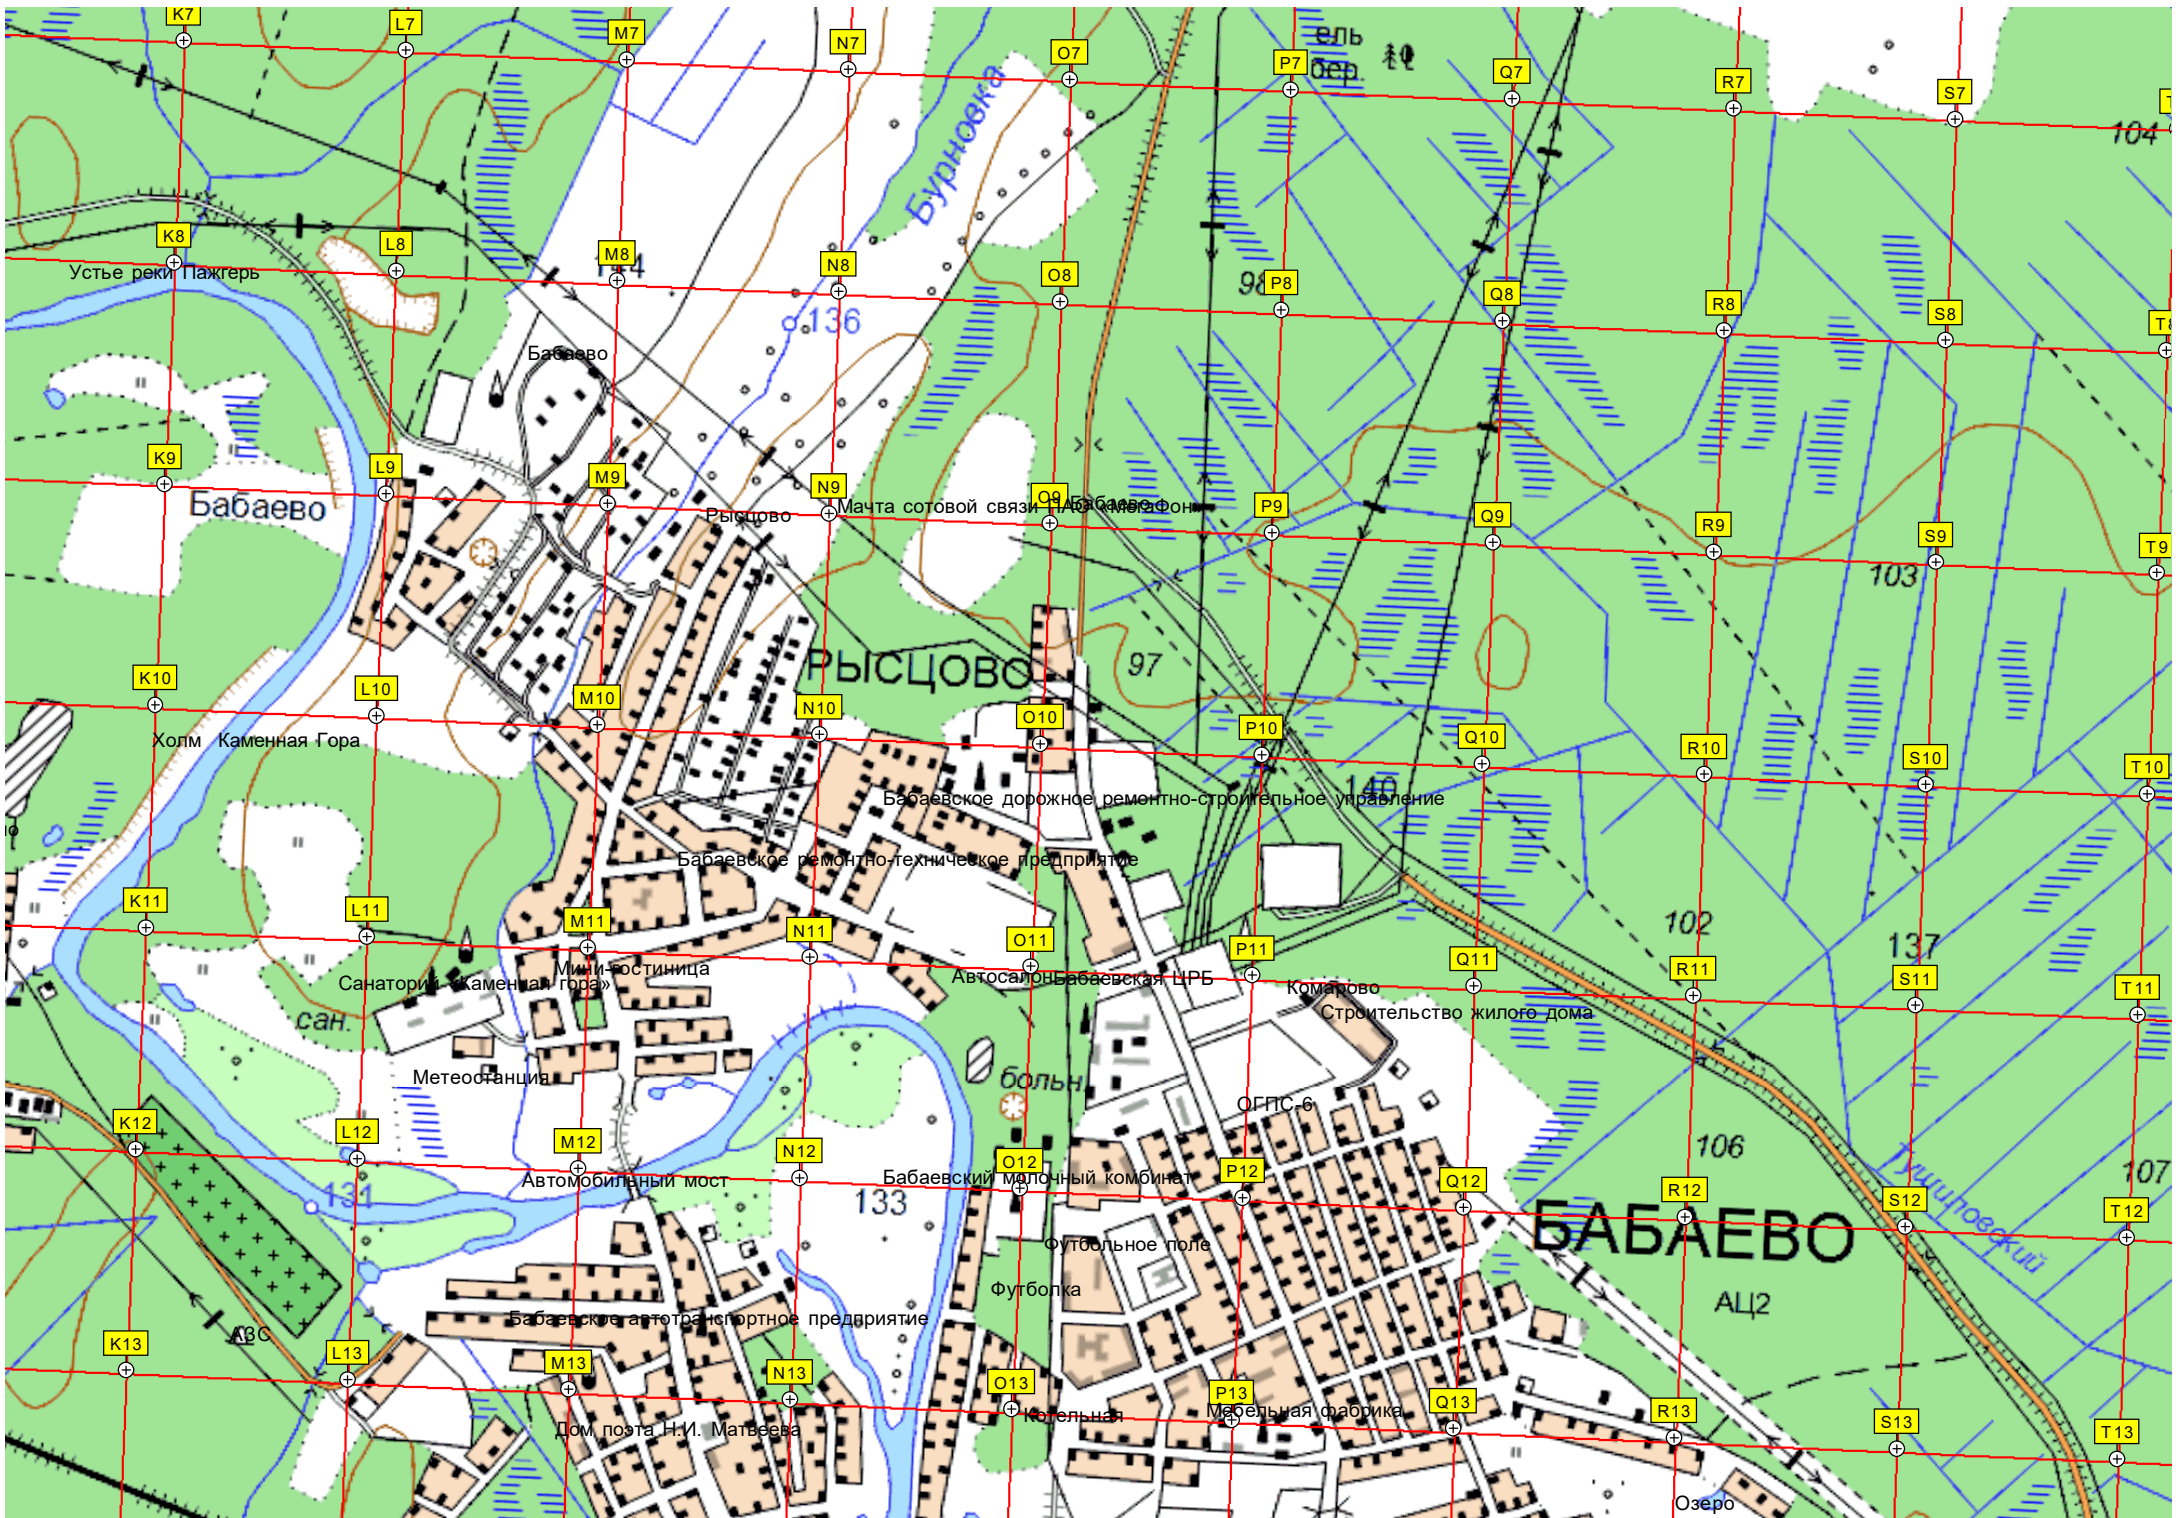 K7
L7
M7
N7
O7
P7
Q7
R7
S7
ель
бер.
104
Бурновка
K8
L8
M8
N8
O8
P8
Q8
R8
S8
Устье реки Пажгерь
136
98
Бабаево
K9
L9
M9
N9
O9
P9
Q9
R9
S9
T9
Бабаево
Рысцово
Мачта сотовой связи ПАО «МегаФон»
Бабаево
103
РЫСЦОВО
97
K10
L10
M10
N10
O10
P10
Q10
R10
S10
T10
Холм Каменная Гора
140
Бабаевское дорожное ремонтно-строительное управление
Бабаевское ремонтно-техническое предприятие
K11
L11
M11
N11
O11
P11
Q11
R11
S11
T11
102
137
Мини-гостиница
Санаторий «Каменная гора»
Автосалон
Бабаевская ЦРБ
Комарово
Строительство жилого дома
сан.
Метеостанция
больн.
ОГПС-6
K12
L12
M12
N12
O12
P12
Q12
R12
S12
T12
106
107
Автомобильный мост
Бабаевский молочный комбинат
131
133
БАБАЕВО
Футбольное поле
Футболка
АЦ2
Бабаевское автотранспортное предприятие
АЗС
K13
L13
M13
N13
O13
P13
Q13
R13
S13
T13
Котельная
Мебельная фабрика
Дом поэта Н.И. Матвеева
Озеро